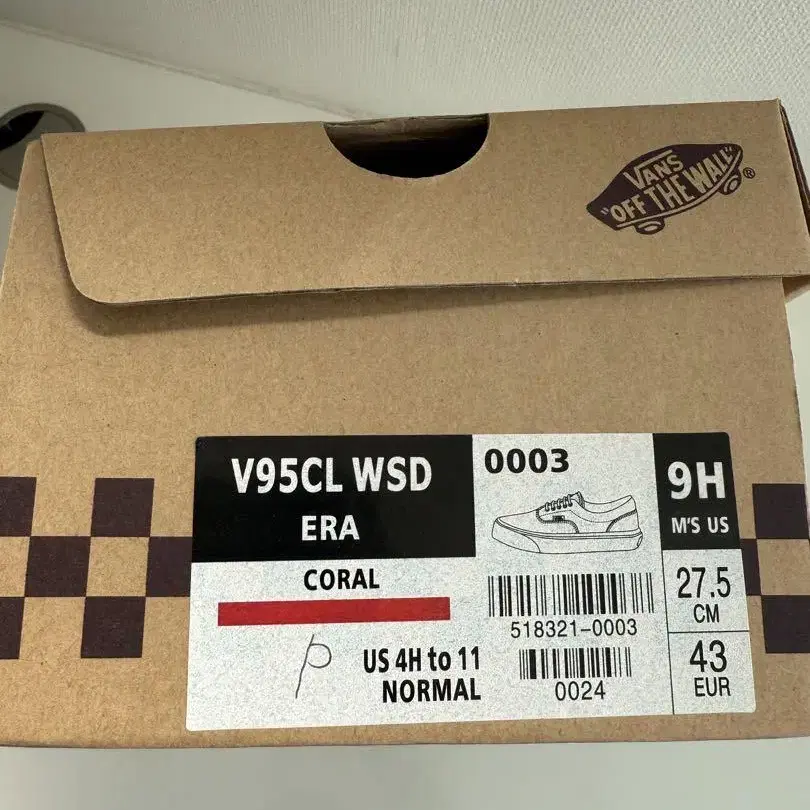 VANS
"OFF THE WALL"
®
V95CL WSD
ERA
0003
9H
M'S US
CORAL
27.5
CM
518321-0003
P
US 4H to 11
NORMAL
0024
43
EUR